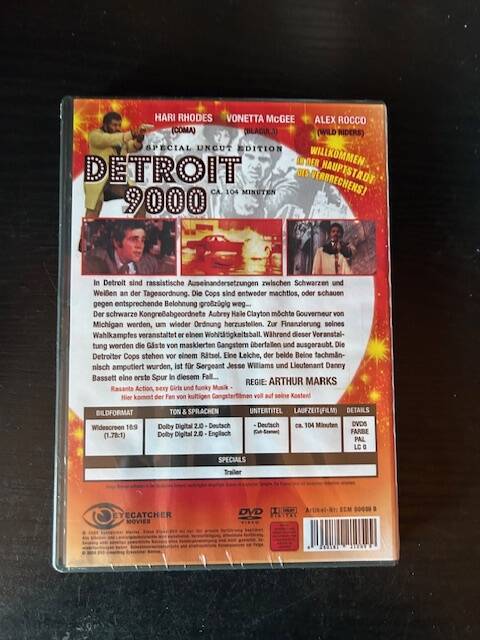 HARI RHODES VONETTA McGEE ALEX ROCCO
(COMA) (BLACULA) (WILD RIDERS)
SPECIAL UNCUT EDITION
DETROIT
9000
CA. 104 MINUTEN
WILLKOMMEN
IN DER HAUPTSTADT
DES VERBRECHENS!
In Detroit sind rassistische Auseinandersetzungen zwischen Schwarzen und
Weißen an der Tagesordnung. Die Cops sind entweder machtlos, oder schauen
gegen entsprechende Belohnung großzügig weg...
Der schwarze Kongreßabgeordnete Aubrey Hale Clayton möchte Gouverneur von
Michigan werden, um wieder Ordnung herzustellen. Zur Finanzierung seines
Wahlkampfes veranstaltet er einen Wohltätigkeitsball. Während dieser Veranstal-
tung werden die Gäste von maskierten Gangstern überfallen und ausgeraubt. Die
Detroiter Cops stehen vor einem Rätsel. Eine Leiche, der beide Beine fachmän-
nisch amputiert wurden, ist für Sergeant Jesse Williams und Lieutenant Danny
Bassett eine erste Spur in diesem Fall...
REGIE: ARTHUR MARKS
Rasante Action, sexy Girls und funky Musik -
Hier kommt der Fan von kultigen Gangsterfilmen voll auf seine Kosten!
BILDFORMAT TON & SPRACHEN UNTERTITEL LAUFZEIT(FILM) DETAILS
Widescreen 16:9
(1.78:1)
Dolby Digital 2.0 - Deutsch
Dolby Digital 2.0 - Englisch
- Deutsch
(Cut-Szenen)
ca. 104 Minuten
DVD5
FARBE
PAL
LC 0
SPECIALS
Trailer
EYECATCHER
MOVIES
DVD
VIDEO
DIGITAL
Artikel-Nr: